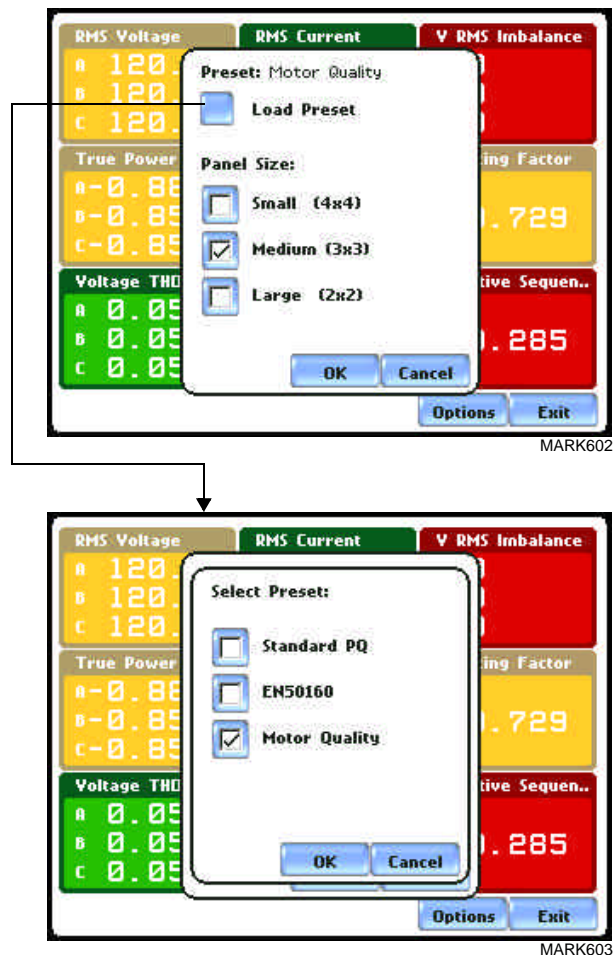 RMS Voltage RMS Current V RMS Imbalance
A 120.
B 120.
C 120.
Preset: Motor Quality
Load Preset
Panel Size:
Small (4x4)
Medium (3x3)
Large (2x2)
OK Cancel
True Power
A-0.88
B-0.85
C-0.85
ing Factor
.729
Voltage THD
A 0.05
B 0.05
C 0.05
tive Sequen..
.285
Options Exit
MARK602
RMS Voltage RMS Current V RMS Imbalance
A 120.
B 120.
C 120.
Select Preset:
Standard PQ
EN50160
Motor Quality
OK Cancel
True Power
A-0.88
B-0.85
C-0.85
ing Factor
.729
Voltage THD
A 0.05
B 0.05
C 0.05
tive Sequen..
.285
Options Exit
MARK603